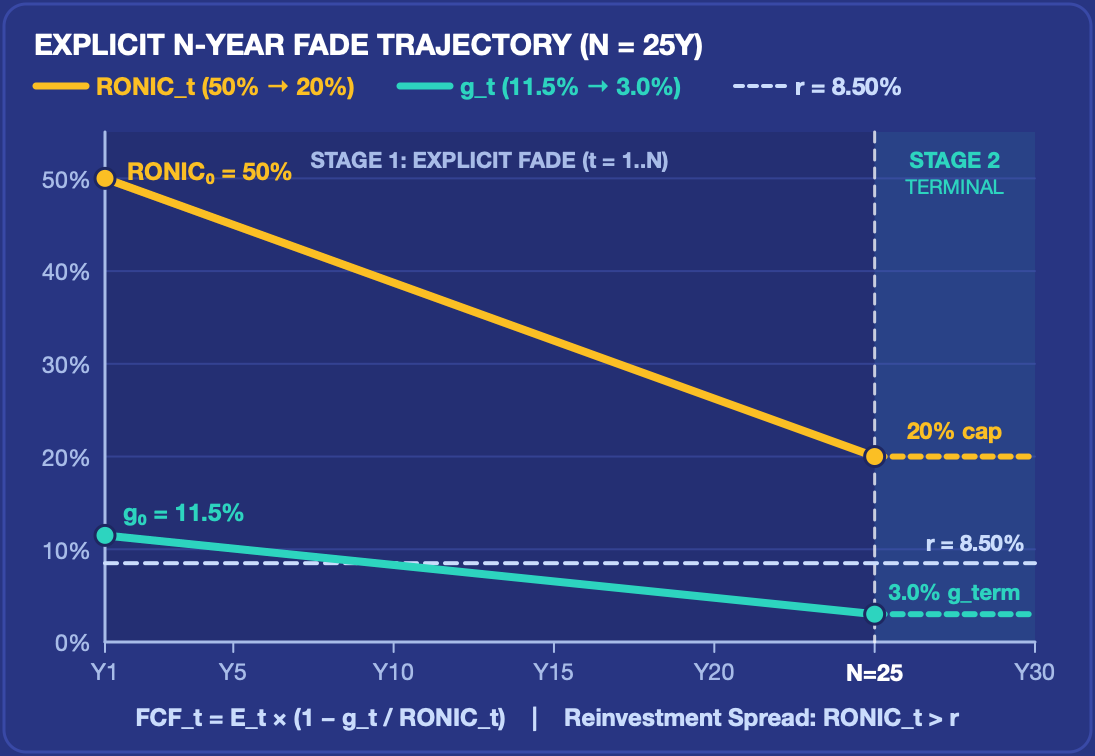 EXPLICIT N-YEAR FADE TRAJECTORY (N = 25Y)
RONIC_t (50% → 20%) g_t (11.5% → 3.0%) r = 8.50%
STAGE 1: EXPLICIT FADE (t = 1..N)
STAGE 2
TERMINAL
RONIC₀ = 50%
50%
40%
30%
20% cap
20%
g₀ = 11.5%
10%
r = 8.50%
3.0% g_term
0%
Y1 Y5 Y10 Y15 Y20 N=25 Y30
FCF_t = E_t × (1 − g_t / RONIC_t) | Reinvestment Spread: RONIC_t > r